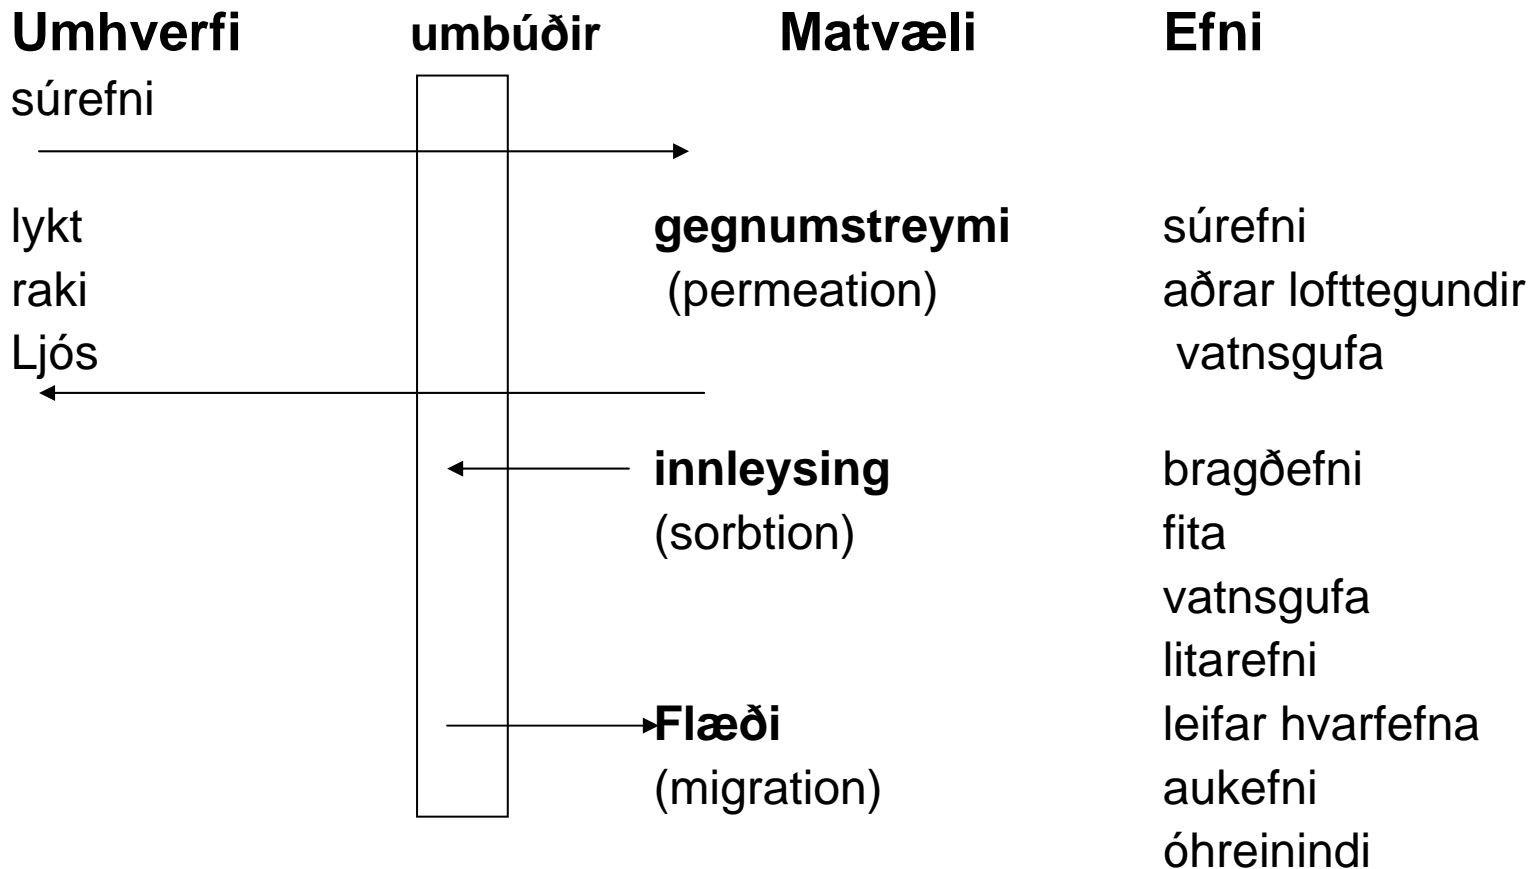 Umhverfi umbúðir Matvæli Efni
súrefni
lykt gegnumstreymi súrefni
raki (permeation) aðrar lofttegundir
Ljós vatnsgufa
innleysing bragðefni
(sorbtion) fita
vatnsgufa
litarefni
Flæði leifar hvarfefna
(migration) aukefni
óhreinindi